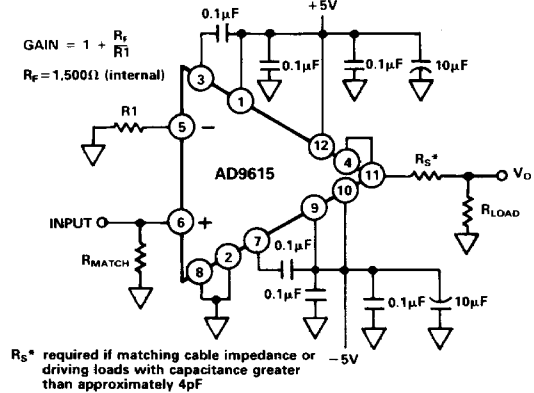 0.1μF
+5V
GAIN = 1 + RF
R1
RF=1,500Ω (internal)
0.1μF
0.1μF
10μF
3
1
R1
5
−
12
4
11
AD9615
RS*
VO
10
INPUT
6
+
9
RLOAD
7
0.1μF
RMATCH
2
8
0.1μF
0.1μF
10μF
RS* required if matching cable impedance or
−5V
driving loads with capacitance greater
than approximately 4pF